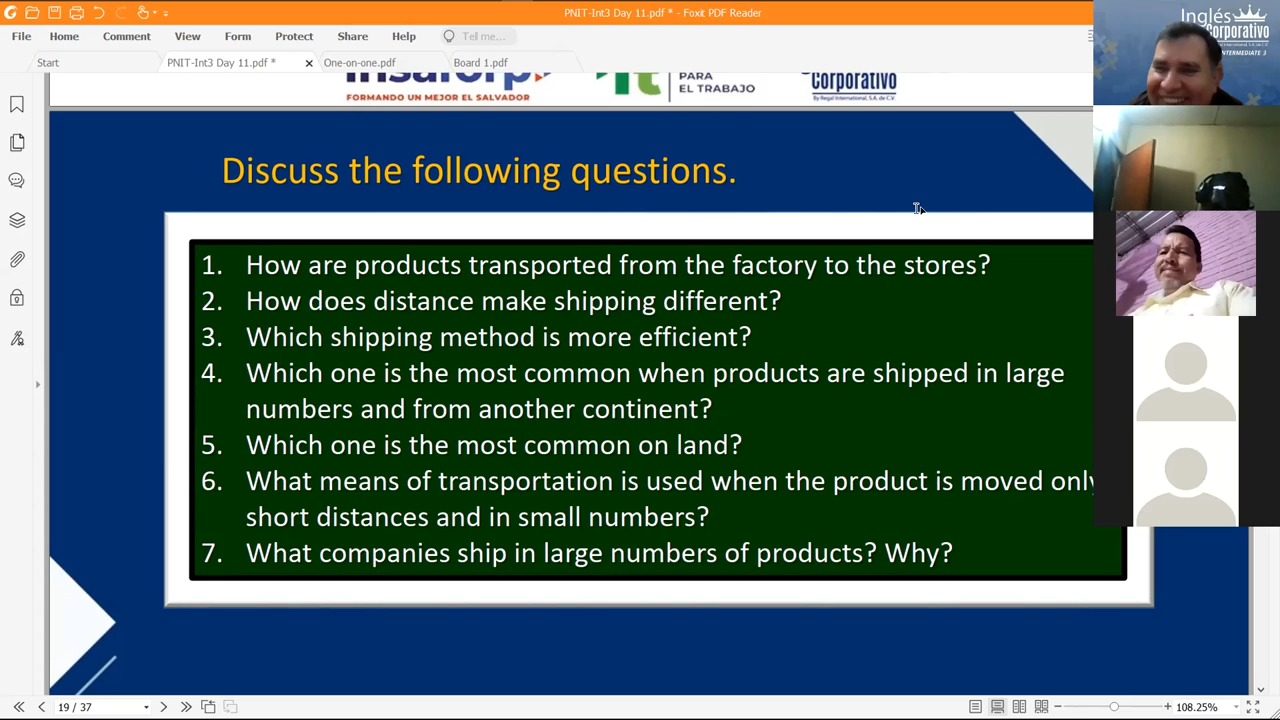 PNIT-Int3 Day 11.pdf * - Foxit PDF Reader
File Home Comment View Form Protect Share Help Tell me...
Start PNIT-Int3 Day 11.pdf * One-on-one.pdf Board 1.pdf
Inglés
Corporativo
INTERMEDIATE 3
FORMANDO UN MEJOR EL SALVADOR
PARA
EL TRABAJO
Corporativo
By Regal International, S.A. de C.V.
Discuss the following questions.
1. How are products transported from the factory to the stores?
2. How does distance make shipping different?
3. Which shipping method is more efficient?
4. Which one is the most common when products are shipped in large
numbers and from another continent?
5. Which one is the most common on land?
6. What means of transportation is used when the product is moved only
short distances and in small numbers?
7. What companies ship in large numbers of products? Why?
19 / 37
108.25%